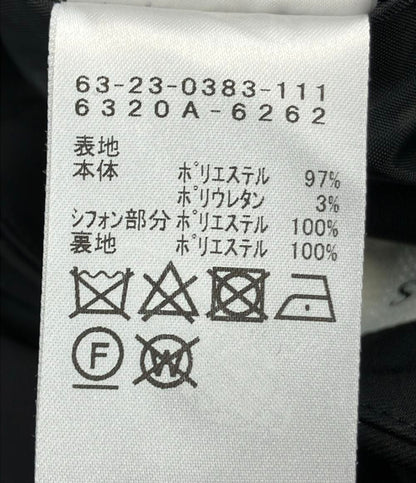 63-23-0383-111
6320A-6262
表地
本体 ﾎﾟﾘｴｽﾃﾙ 97%
ﾎﾟﾘｳﾚﾀﾝ 3%
ｼﾌｫﾝ部分 ﾎﾟﾘｴｽﾃﾙ 100%
裏地 ﾎﾟﾘｴｽﾃﾙ 100%
F W